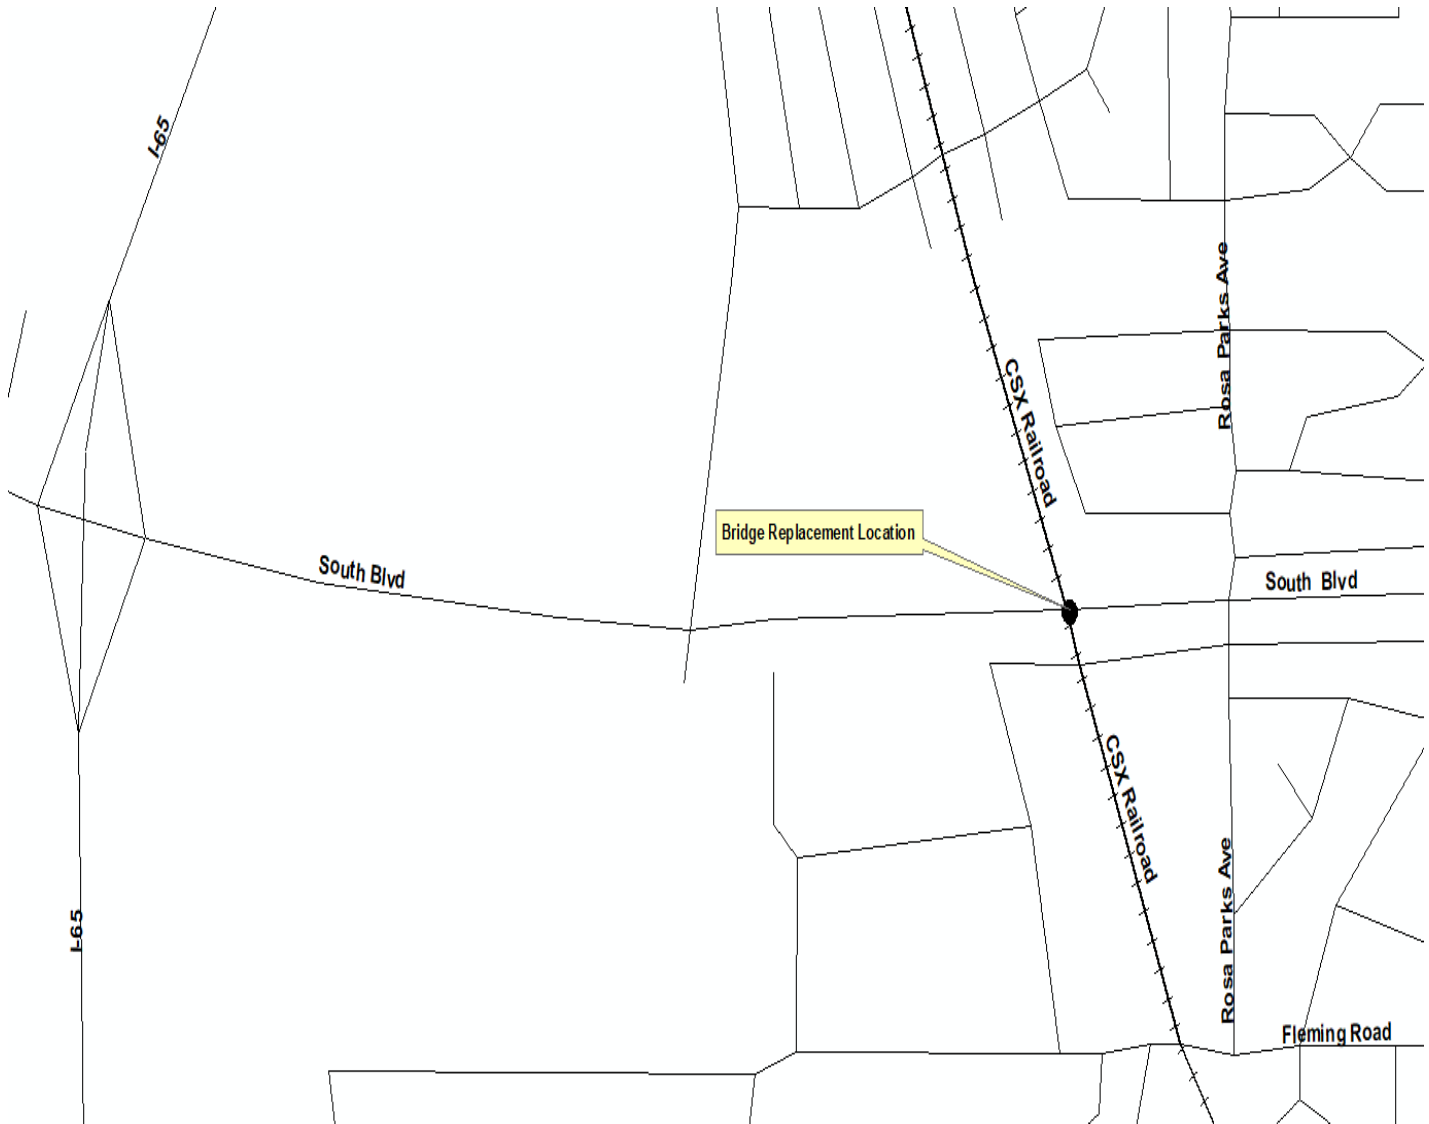 I-65
Rosa Parks Ave
CSX Railroad
Bridge Replacement Location
South Blvd
South Blvd
CSX Railroad
Rosa Parks Ave
I-65
Fleming Road